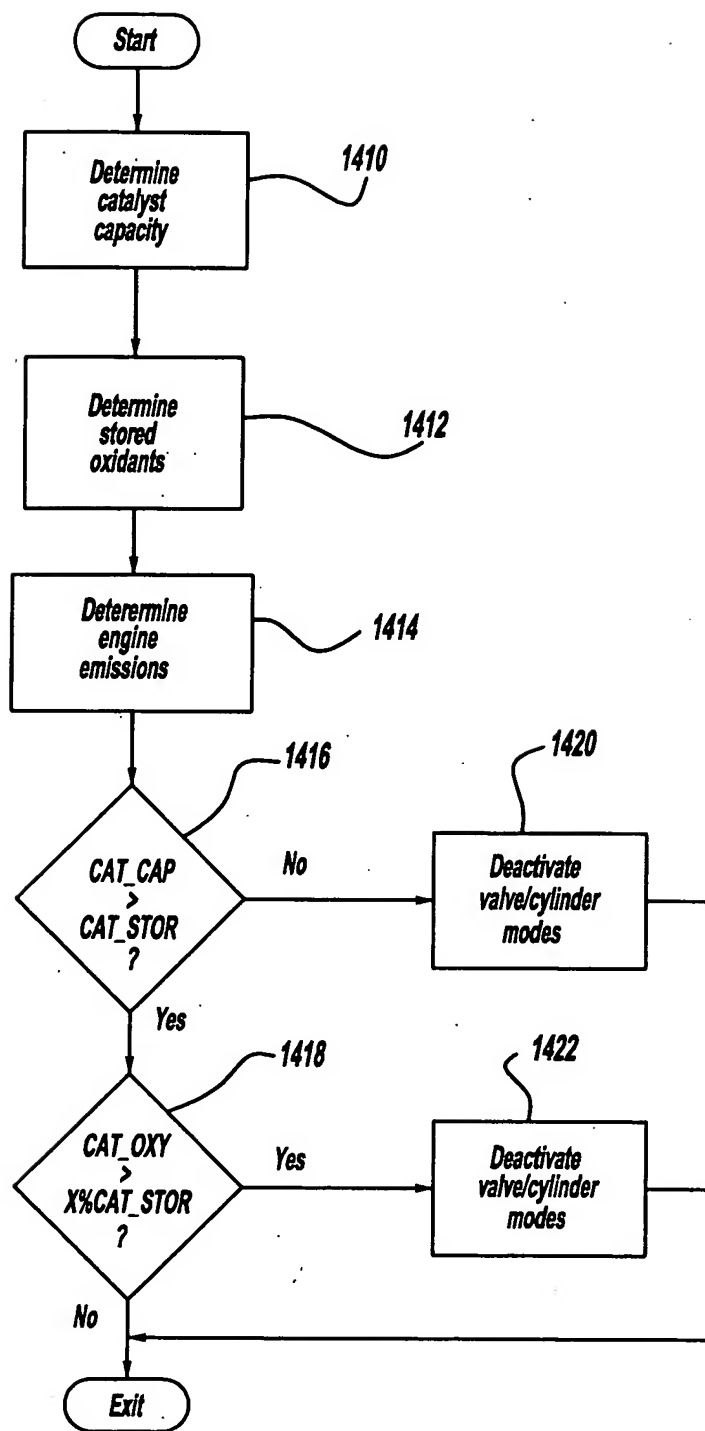 Start
1410
Determine
catalyst
capacity
1412
Determine
stored
oxidants
1414
Deterermine
engine
emissions
1416
CAT_CAP
>
CAT_STOR
?
No
1420
Deactivate
valve/cylinder
modes
Yes
1418
CAT_OXY
>
X%CAT_STOR
?
Yes
1422
Deactivate
valve/cylinder
modes
No
Exit